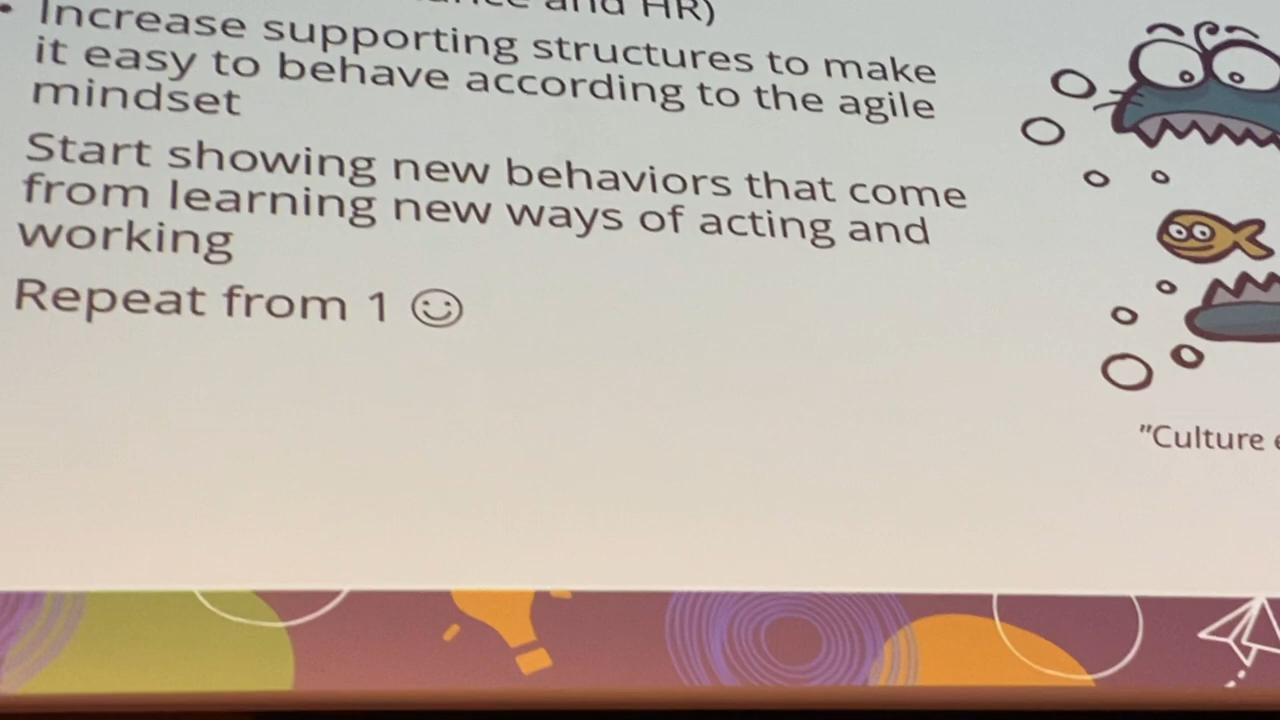 and HR)
• Increase supporting structures to make
it easy to behave according to the agile
mindset
Start showing new behaviors that come
from learning new ways of acting and
working
Repeat from 1 ☺
"Culture